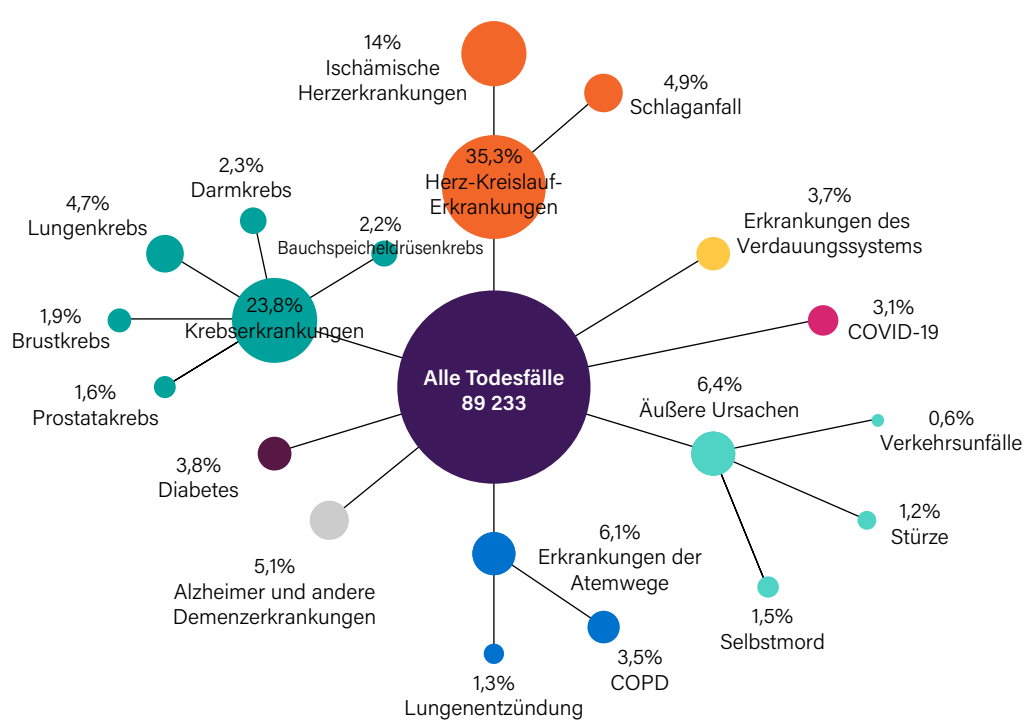 14%
Ischämische
Herzerkrankungen
4,9%
Schlaganfall
35,3%
Herz-Kreislauf-
Erkrankungen
2,3%
Darmkrebs
4,7%
Lungenkrebs
2,2%
Bauchspeicheldrüsenkrebs
3,7%
Erkrankungen des
Verdauungssystems
23,8%
Krebserkrankungen
1,9%
Brustkrebs
3,1%
COVID-19
1,6%
Prostatakrebs
Alle Todesfälle
89 233
6,4%
Äußere Ursachen
0,6%
Verkehrsunfälle
3,8%
Diabetes
1,2%
Stürze
5,1%
Alzheimer und andere
Demenzerkrankungen
6,1%
Erkrankungen der
Atemwege
1,5%
Selbstmord
3,5%
COPD
1,3%
Lungenentzündung